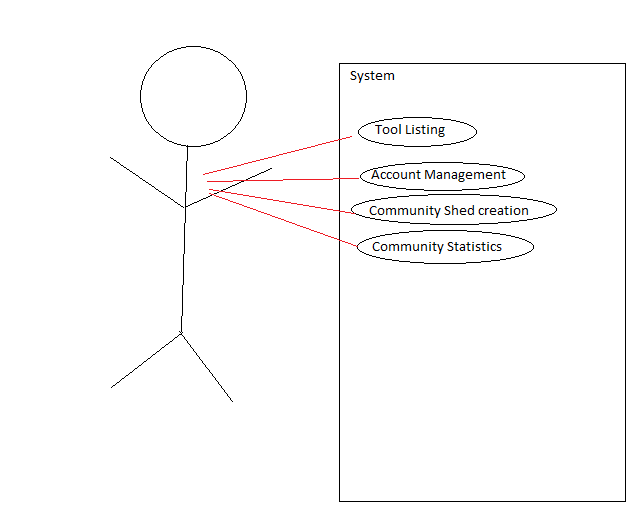 System
Tool Listing
Account Management
Community Shed creation
Community Statistics